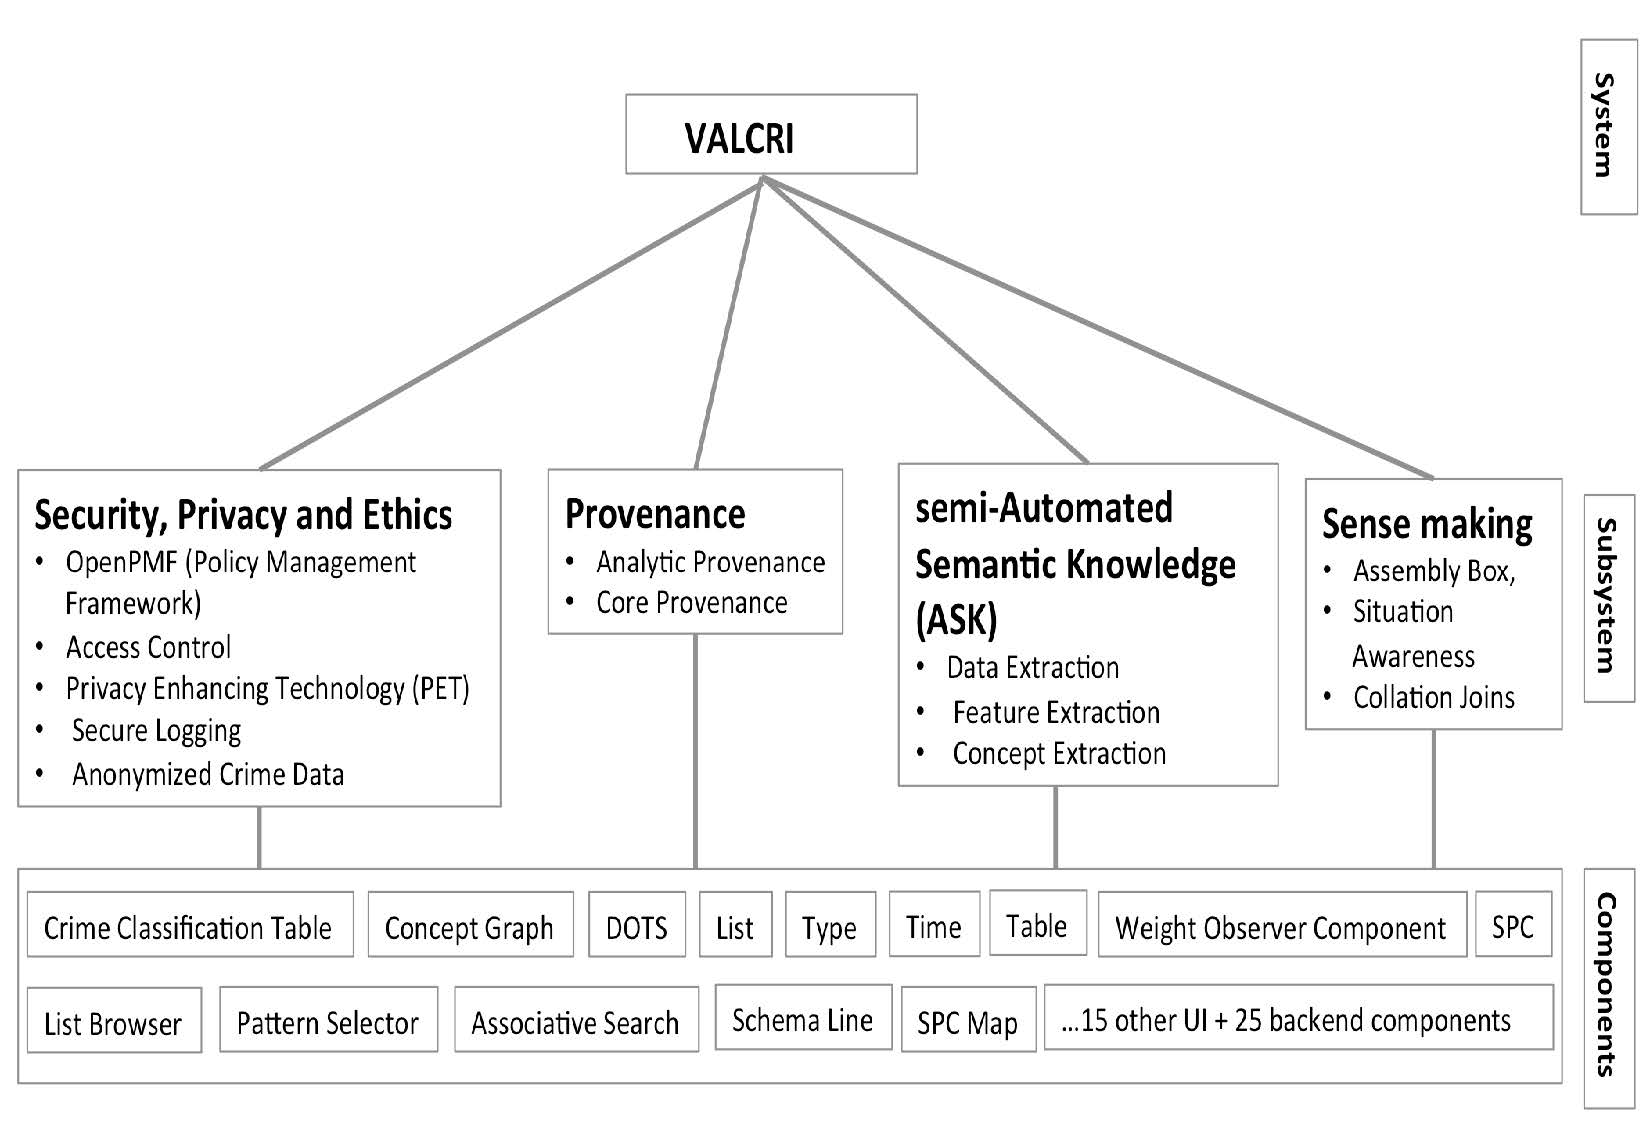 System
VALCRI
Security, Privacy and Ethics
• OpenPMF (Policy Management
Framework)
• Access Control
• Privacy Enhancing Technology (PET)
• Secure Logging
• Anonymized Crime Data
Provenance
• Analytic Provenance
• Core Provenance
semi-Automated
Semantic Knowledge
(ASK)
• Data Extraction
• Feature Extraction
• Concept Extraction
Sense making
• Assembly Box,
• Situation
Awareness
• Collation Joins
Subsystem
Crime Classification Table
Concept Graph
DOTS
List
Type
Time
Table
Weight Observer Component
SPC
List Browser
Pattern Selector
Associative Search
Schema Line
SPC Map
...15 other UI + 25 backend components
Components